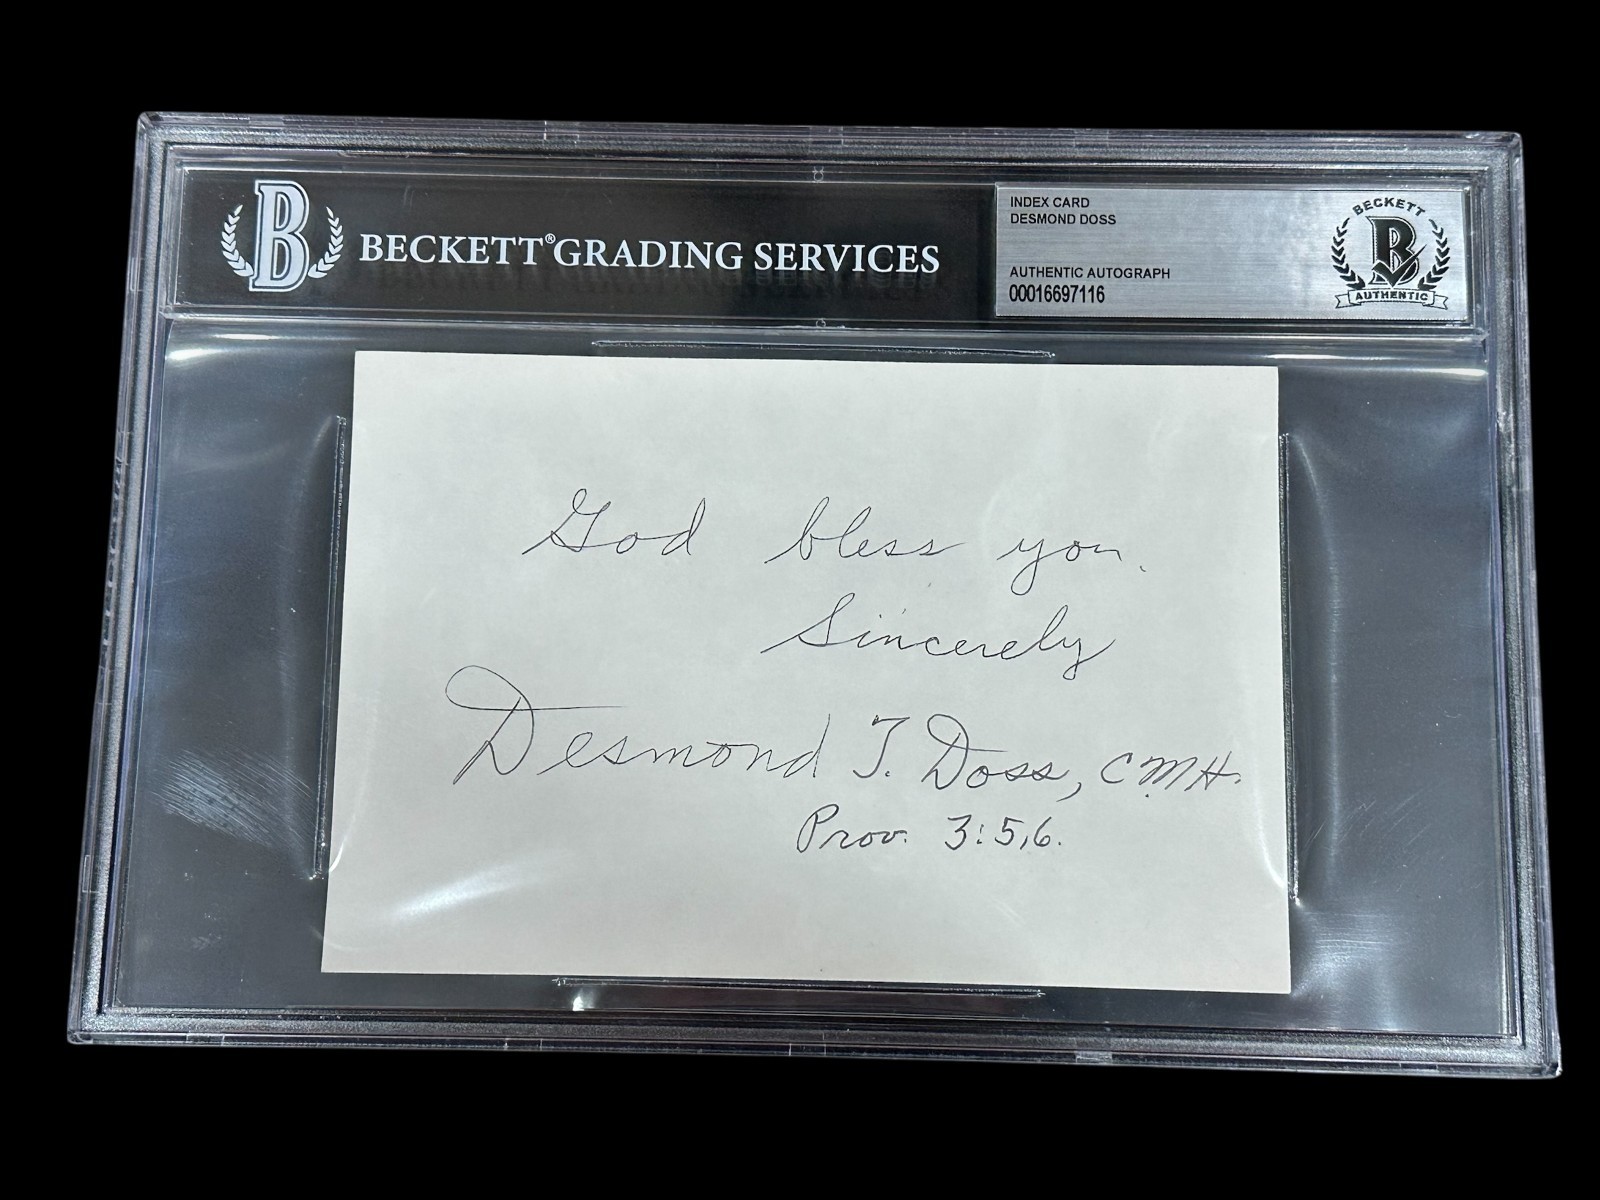 B BECKETT® GRADING SERVICES
INDEX CARD
DESMOND DOSS
AUTHENTIC AUTOGRAPH
00016697116
BECKETT
B
AUTHENTIC
God bless you.
Sincerely
Desmond T. Doss, CMH.
Prov. 3:5,6.